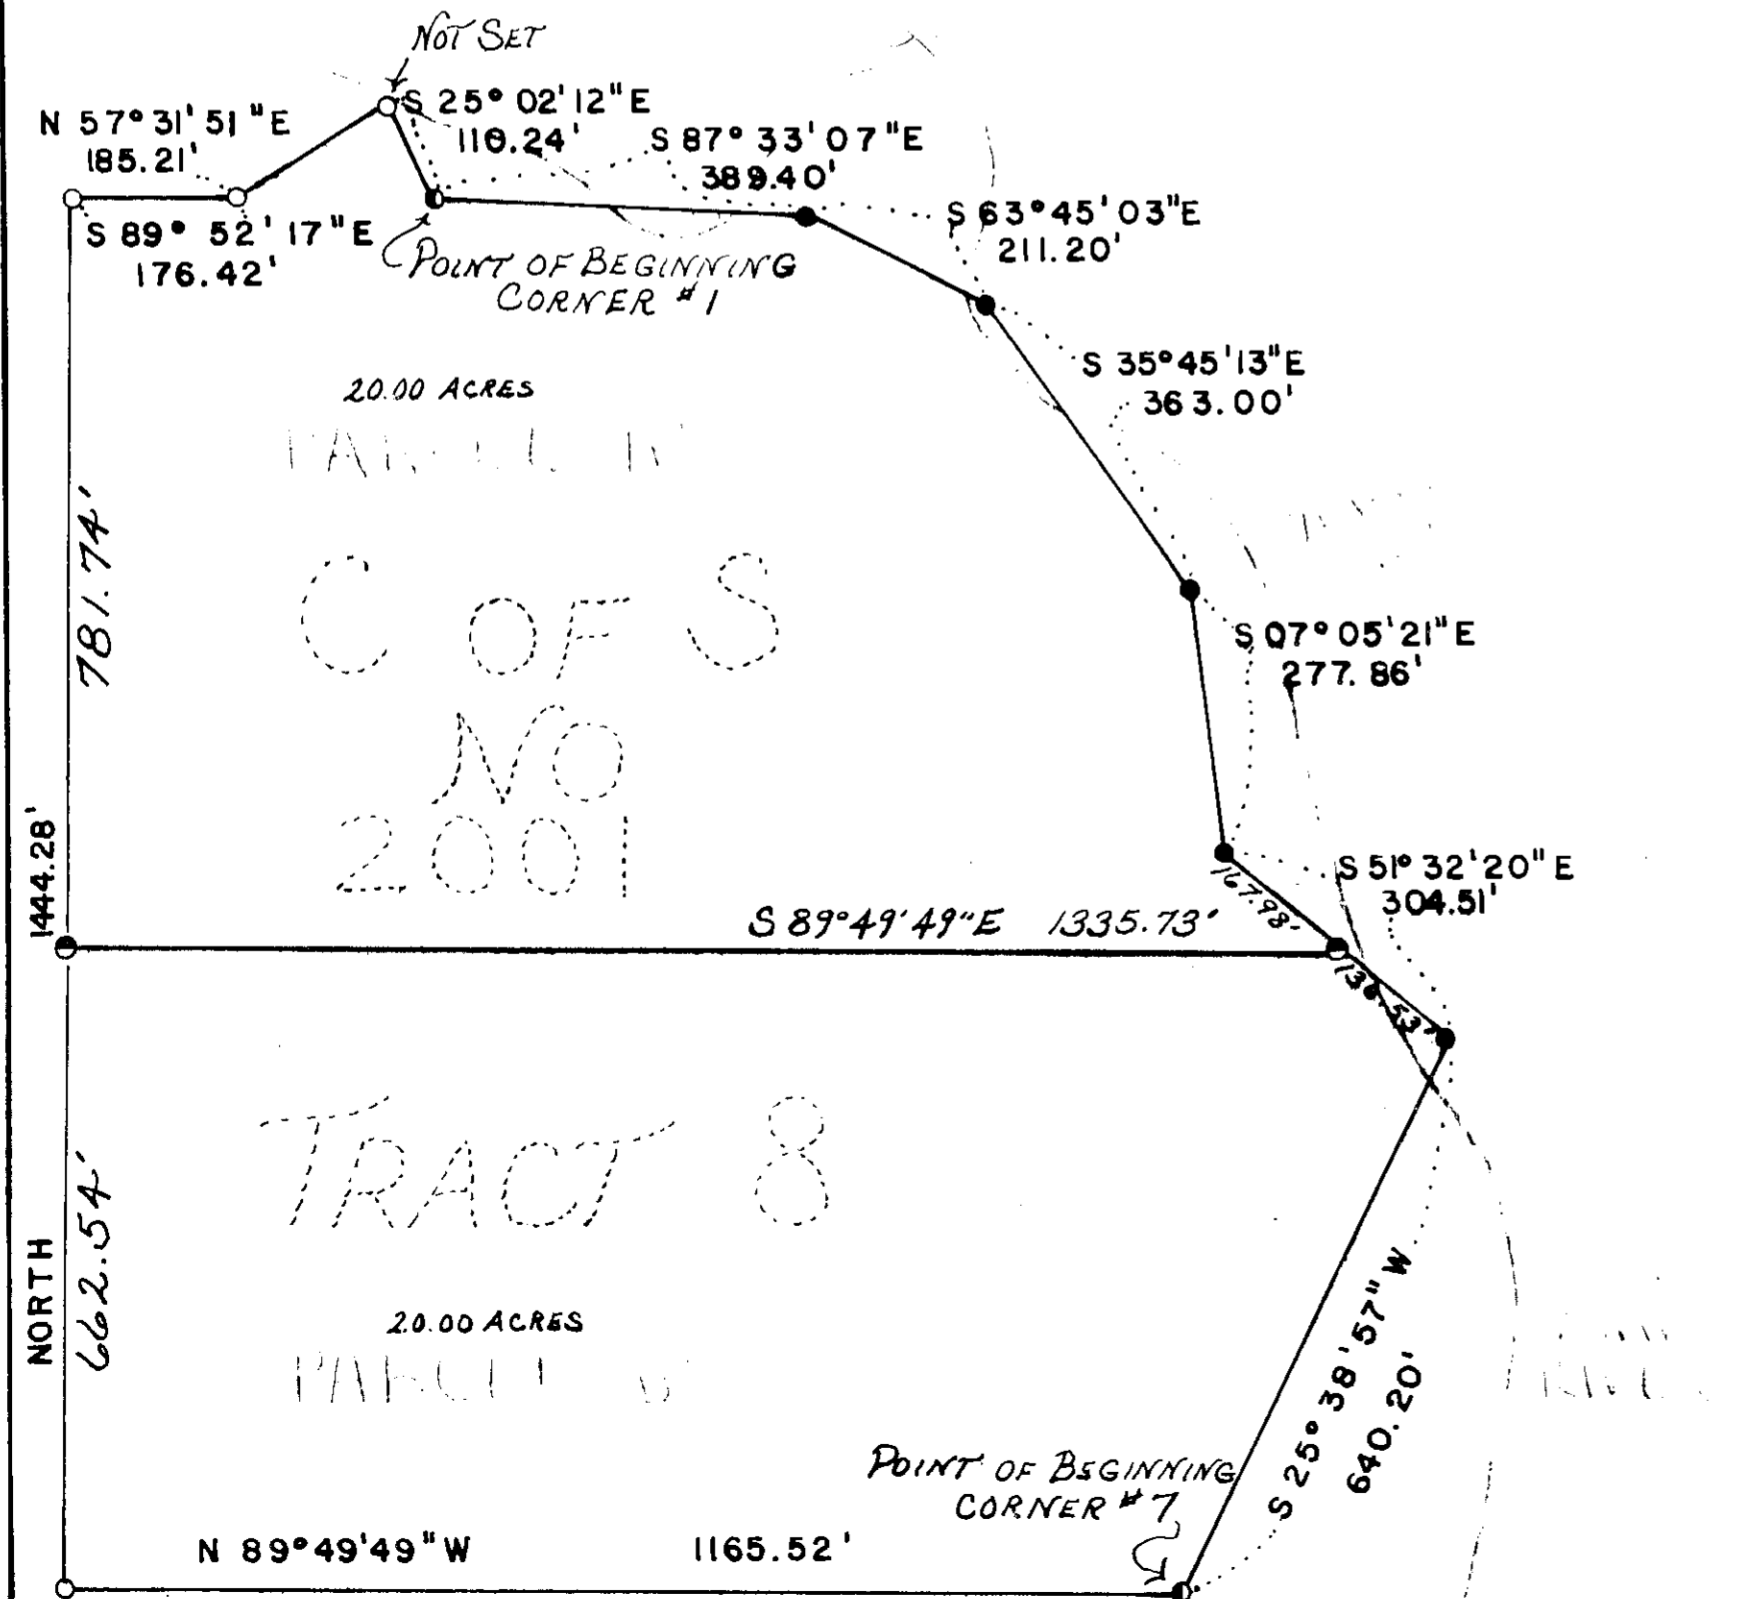 NOT SET
N 57° 31' 51" E
185.21'
S 25° 02' 12" E
110.24'
S 87° 33' 07" E
389.40'
S 89° 52' 17" E
176.42'
S 63° 45' 03" E
211.20'
POINT OF BEGINNING
CORNER #1
S 35° 45' 13" E
363.00'
20.00 ACRES
781.74'
C OF S
NO
2001
S 07° 05' 21" E
277.86'
1444.28'
S 51° 32' 20" E
304.51'
167.98'
S 89° 49' 49" E 1335.73'
136.53'
TRACT 8
662.54'
NORTH
20.00 ACRES
S 25° 38' 57" W
640.20'
POINT OF BEGINNING
CORNER #7
N 89° 49' 49" W 1165.52'